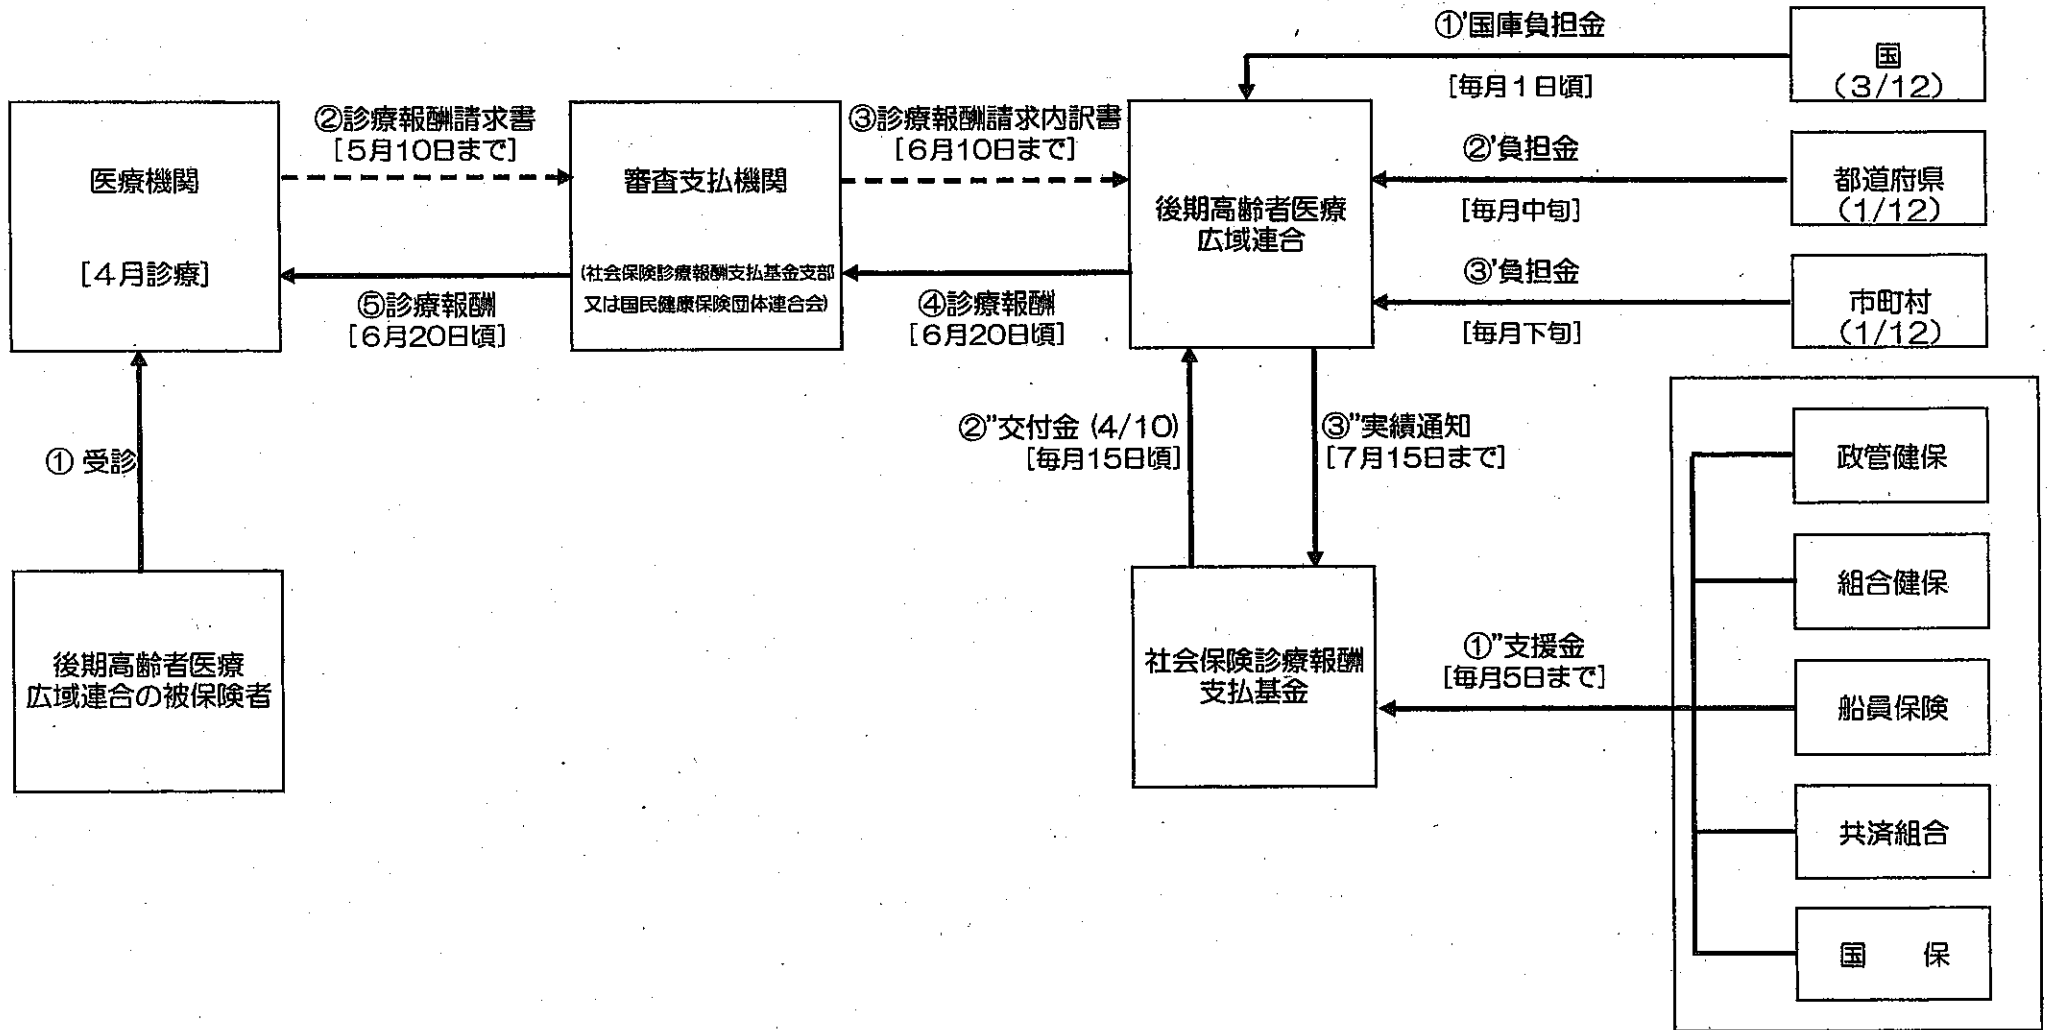 ①'国庫負担金
[毎月1日頃]
国
(3/12)
②診療報酬請求書
[5月10日まで]
③診療報酬請求内訳書
[6月10日まで]
②'負担金
[毎月中旬]
都道府県
(1/12)
医療機関
[4月診療]
審査支払機関
(社会保険診療報酬支払基金支部
又は国民健康保険団体連合会)
後期高齢者医療
広域連合
⑤診療報酬
[6月20日頃]
④診療報酬
[6月20日頃]
③'負担金
[毎月下旬]
市町村
(1/12)
① 受診
②”交付金 (4/10)
[毎月15日頃]
③”実績通知
[7月15日まで]
政管健保
組合健保
後期高齢者医療
広域連合の被保険者
社会保険診療報酬
支払基金
①”支援金
[毎月5日まで]
船員保険
共済組合
国 保